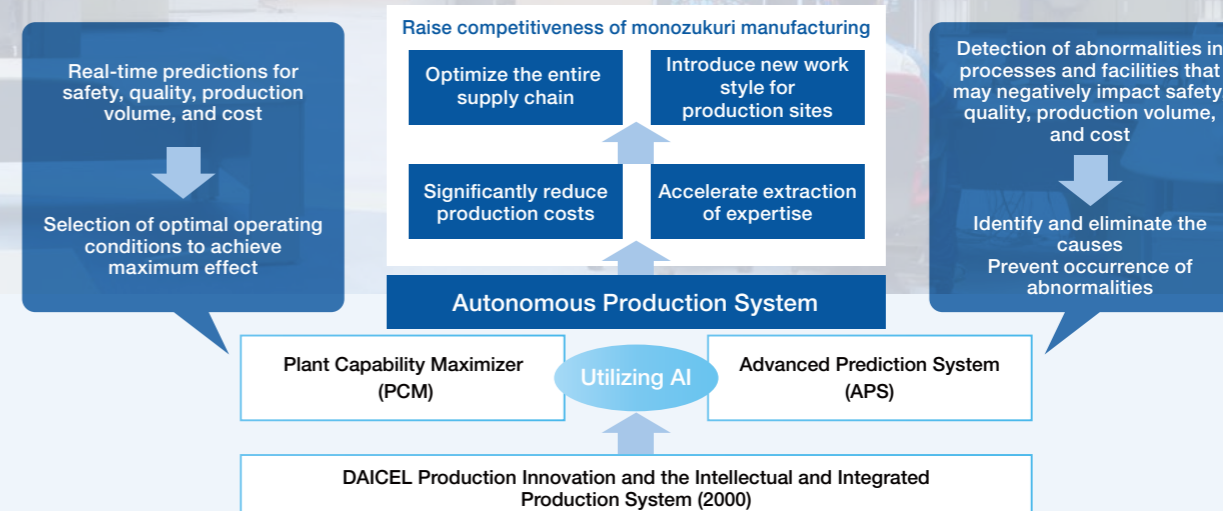 Raise competitiveness of monozukuri manufacturing
Optimize the entire
supply chain
Introduce new work
style for
production sites
Significantly reduce
production costs
Accelerate extraction
of expertise
Real-time predictions for
safety, quality, production
volume, and cost
Selection of optimal operating
conditions to achieve
maximum effect
Detection of abnormalities in
processes and facilities that
may negatively impact safety,
quality, production volume,
and cost
Identify and eliminate the
causes
Prevent occurrence of
abnormalities
Autonomous Production System
Plant Capability Maximizer
(PCM)
Utilizing AI
Advanced Prediction System
(APS)
DAICEL Production Innovation and the Intellectual and Integrated
Production System (2000)